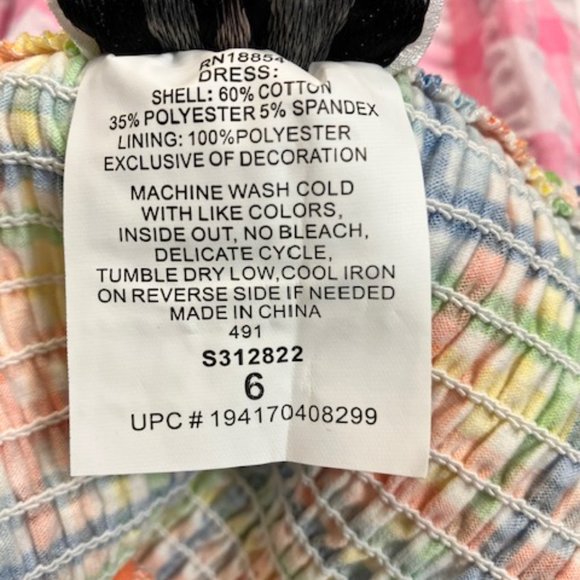 RN18854
DRESS:
SHELL: 60% COTTON
35% POLYESTER 5% SPANDEX
LINING: 100%POLYESTER
EXCLUSIVE OF DECORATION
MACHINE WASH COLD
WITH LIKE COLORS,
INSIDE OUT, NO BLEACH,
DELICATE CYCLE,
TUMBLE DRY LOW,COOL IRON
ON REVERSE SIDE IF NEEDED
MADE IN CHINA
491
S312822
6
UPC # 194170408299